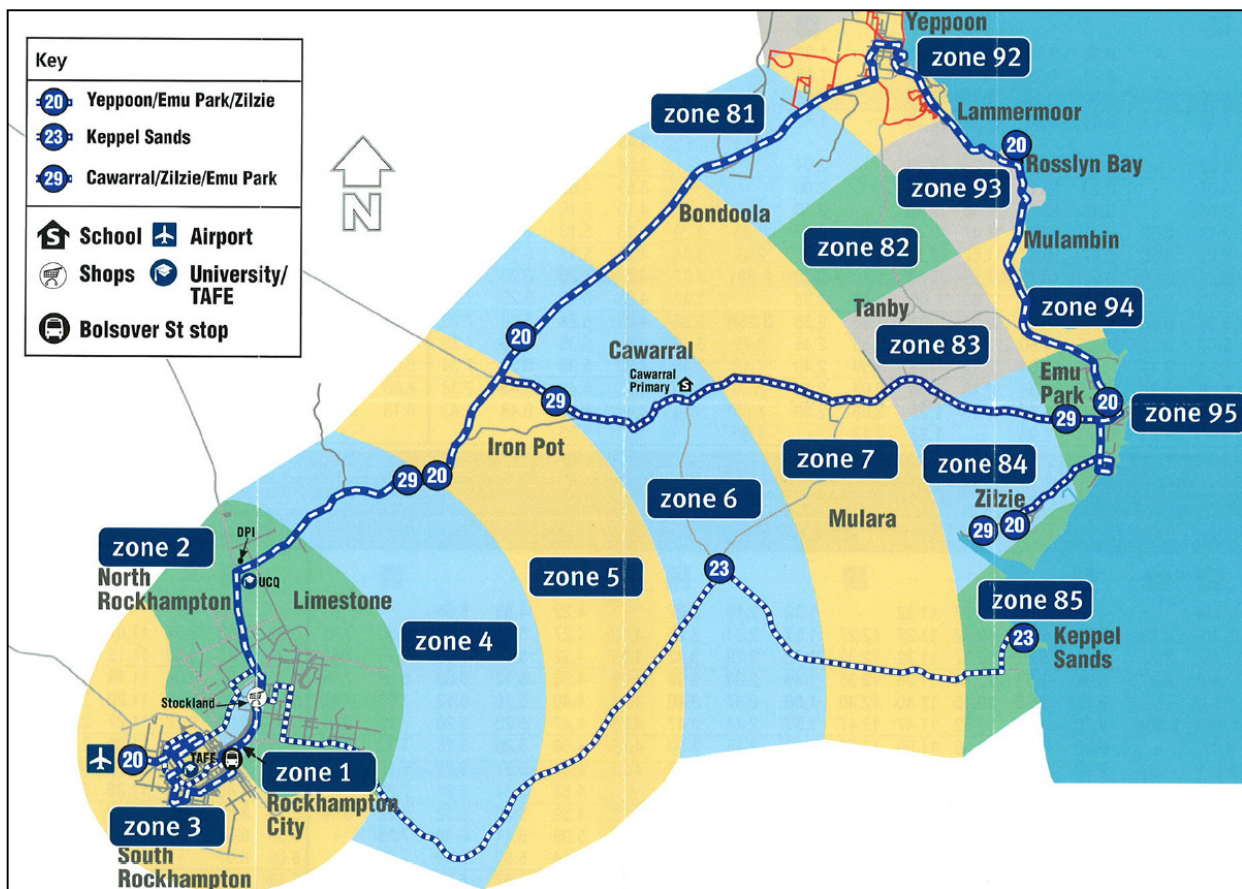 Key
20 Yeppoon/Emu Park/Zilzie
23 Keppel Sands
29 Cawarral/Zilzie/Emu Park
School Airport
Shops University/
TAFE
Bolsover St stop
S
N
Yeppoon
zone 92
zone 81
Lammermoor
20
Rosslyn Bay
zone 93
Bondoola
Mulambin
zone 82
Tanby
zone 94
20
Cawarral
zone 83
Cawarral
Primary
S
Emu
Park
29
29
20
zone 95
Iron Pot
zone 7
zone 84
29
20
zone 6
Zilzie
Mulara
29
20
DPI
zone 2
North
Rockhampton
UCQ
Limestone
zone 5
23
zone 85
23
Keppel
Sands
zone 4
Stockland
20
TAFE
zone 1
Rockhampton
City
zone 3
South
Rockhampton